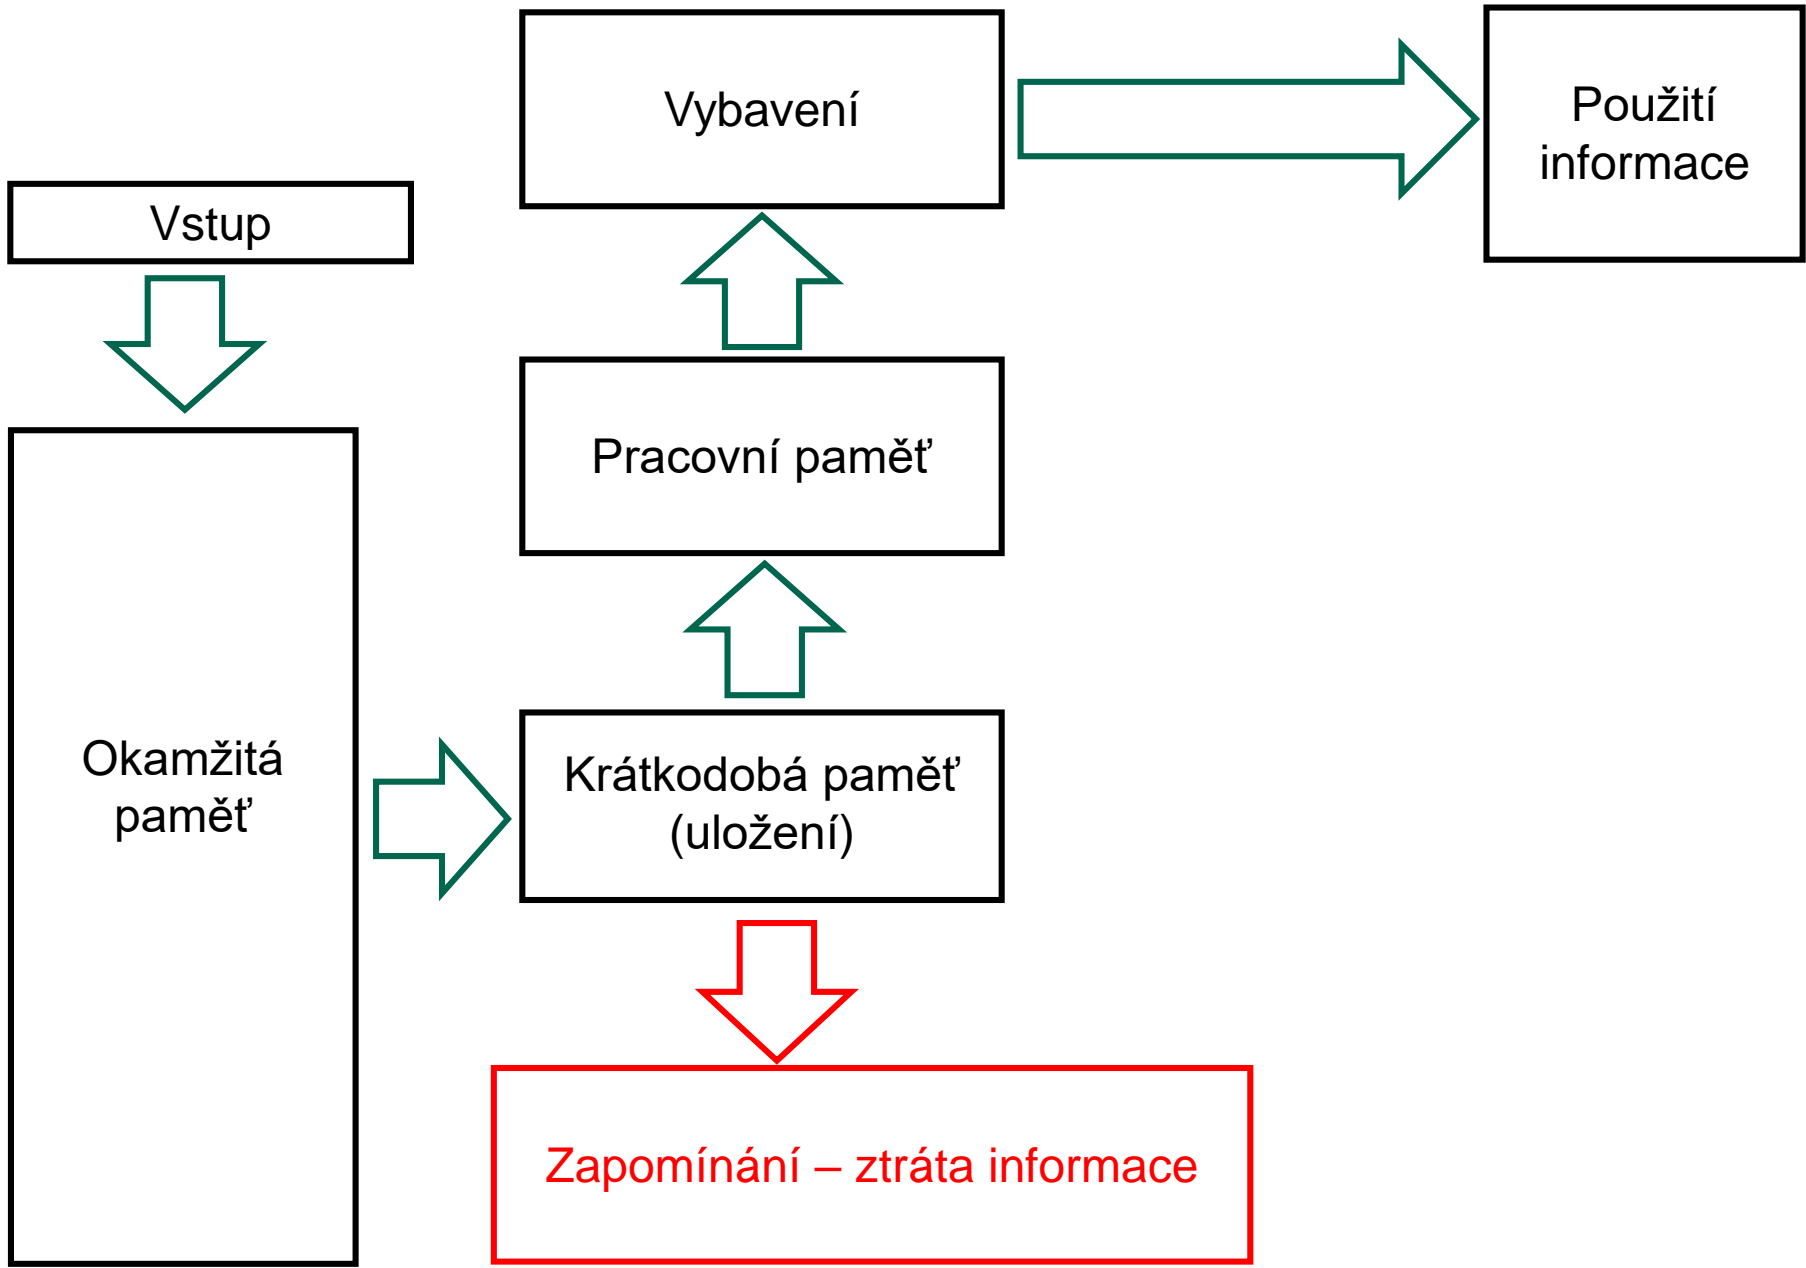 Vybavení
Použití
informace
Vstup
Pracovní paměť
Okamžitá
paměť
Krátkodobá paměť
(uložení)
Zapomínání – ztráta informace